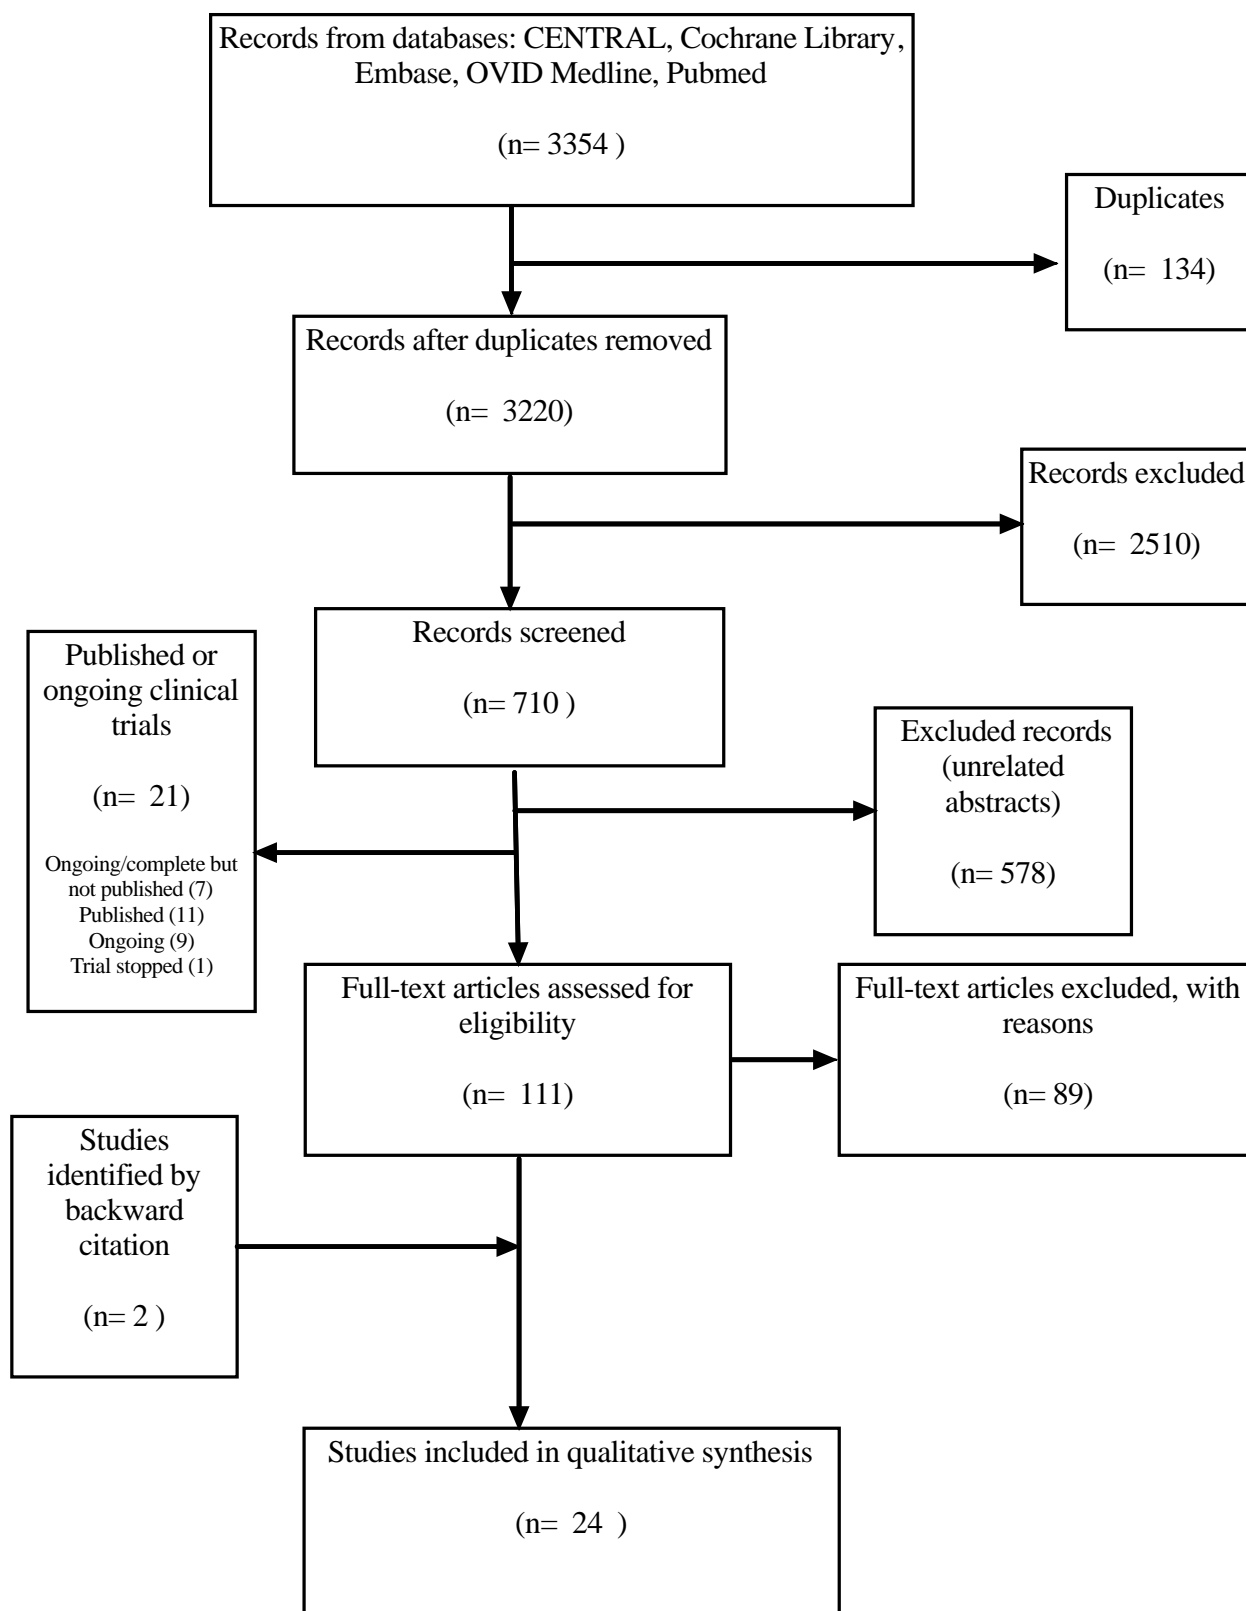 Records from databases: CENTRAL, Cochrane Library,
Embase, OVID Medline, Pubmed
(n= 3354 )
Duplicates
(n= 134)
Records after duplicates removed
(n= 3220)
Records excluded
(n= 2510)
Records screened
(n= 710 )
Published or
ongoing clinical
trials
(n= 21)
Ongoing/complete but
not published (7)
Published (11)
Ongoing (9)
Trial stopped (1)
Excluded records
(unrelated
abstracts)
(n= 578)
Full-text articles assessed for
eligibility
(n= 111)
Full-text articles excluded, with
reasons
(n= 89)
Studies
identified by
backward
citation
(n= 2 )
Studies included in qualitative synthesis
(n= 24 )